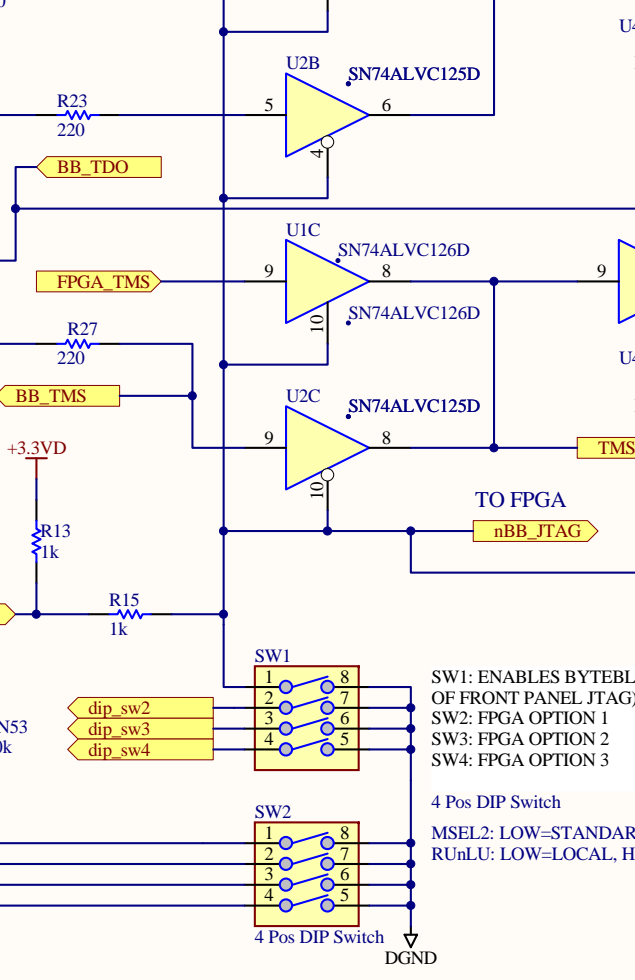 U4
U2B
SN74ALVC125D
R23
5
6
220
4
BB_TDO
U1C
SN74ALVC126D
FPGA_TMS
9
8
9
10
SN74ALVC126D
R27
220
U4
BB_TMS
U2C
SN74ALVC125D
9
8
TMS
+3.3VD
10
TO FPGA
nBB_JTAG
R13
1k
R15
1k
SW1
1 8
2 7
3 6
4 5
dip_sw2
dip_sw3
dip_sw4
N53
0k
SW1: ENABLES BYTEBL
OF FRONT PANEL JTAG)
SW2: FPGA OPTION 1
SW3: FPGA OPTION 2
SW4: FPGA OPTION 3
4 Pos DIP Switch
SW2
1 8
2 7
3 6
4 5
MSEL2: LOW=STANDAR
RUnLU: LOW=LOCAL, H
4 Pos DIP Switch
DGND